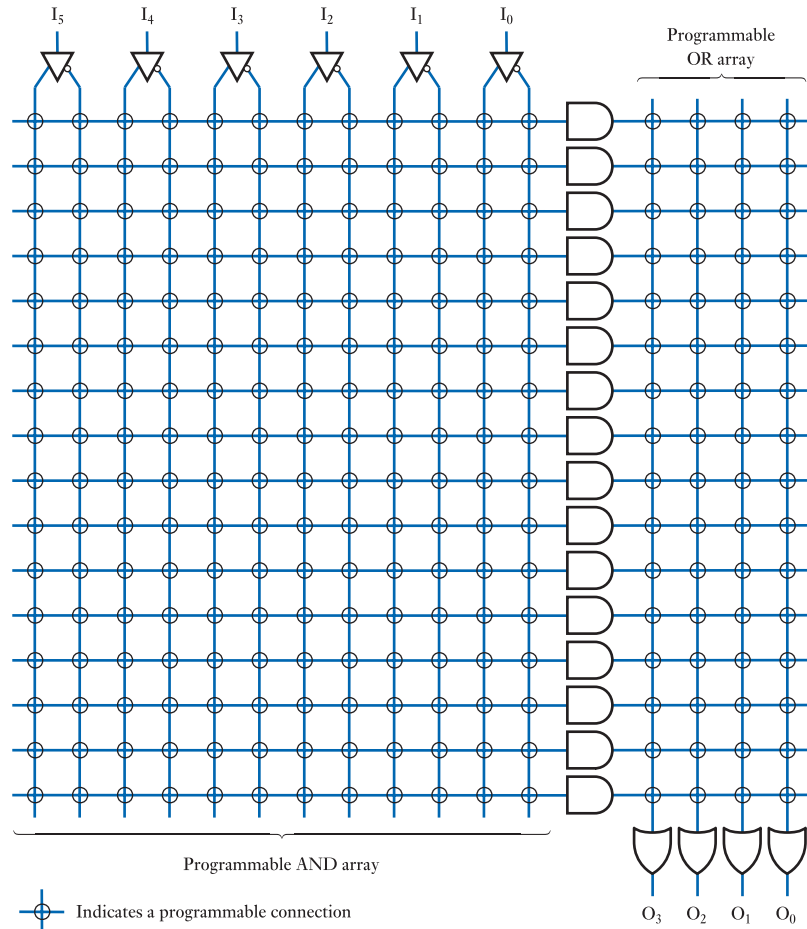 I₅ I₄ I₃ I₂ I₁ I₀
Programmable
OR array
Programmable AND array
Indicates a programmable connection
O₃ O₂ O₁ O₀